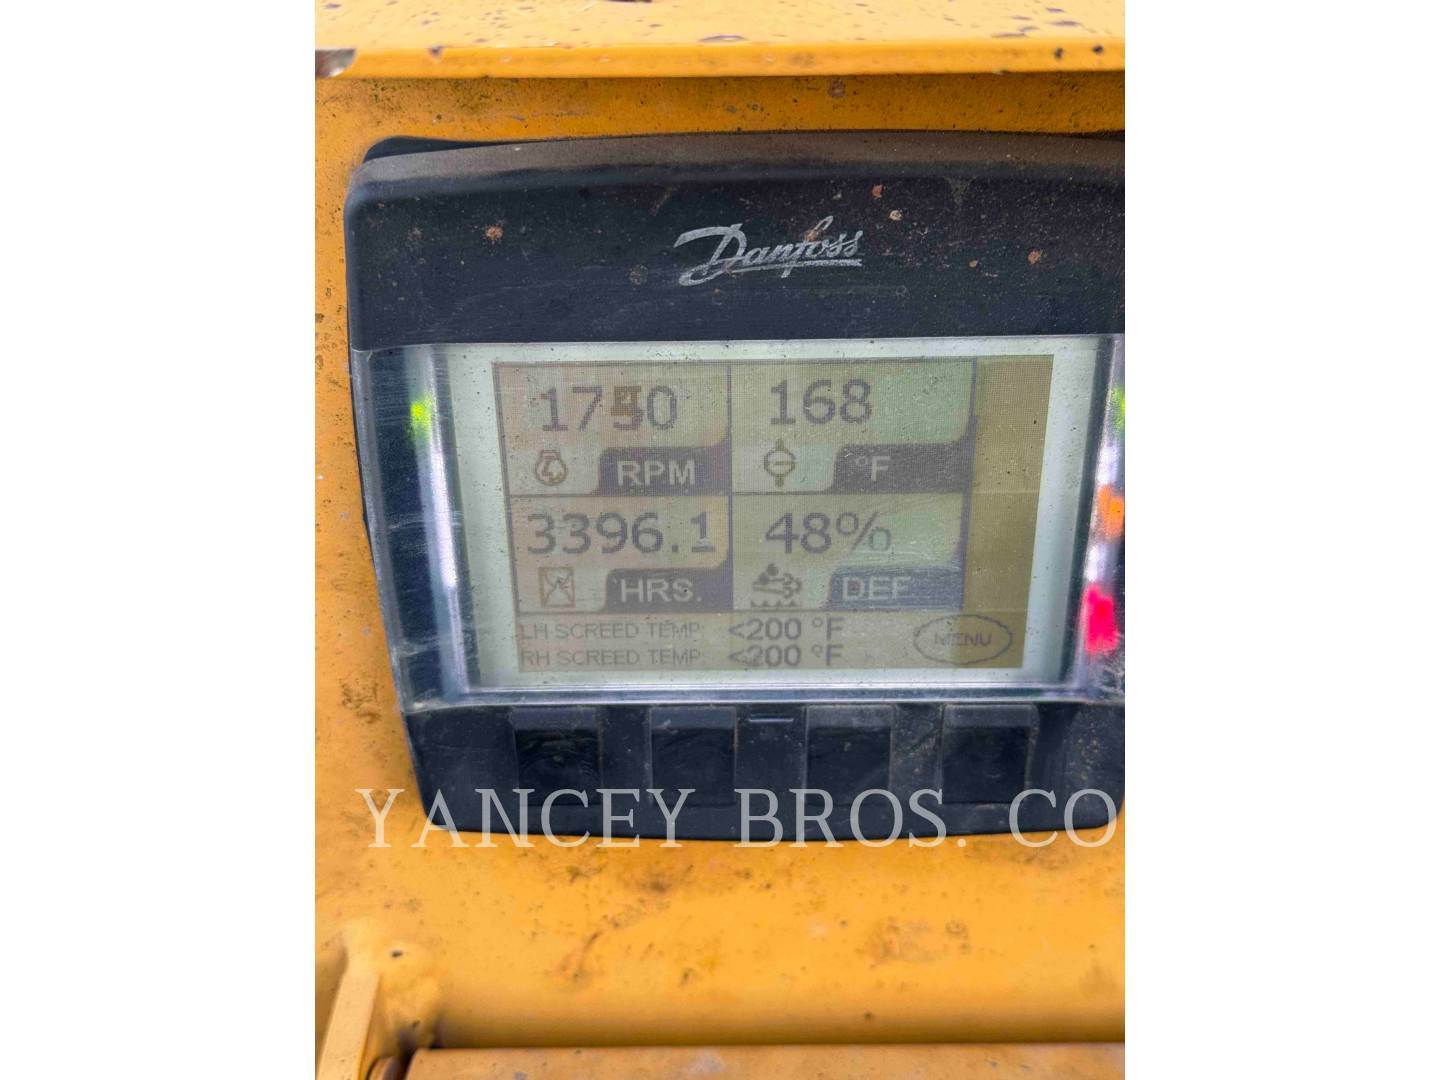 Danfoss
1740 168
RPM °F
3396.1 48%
HRS. DEF
LH SCREED TEMP <200 °F
RH SCREED TEMP <200 °F
MENU
YANCEY BROS. CO